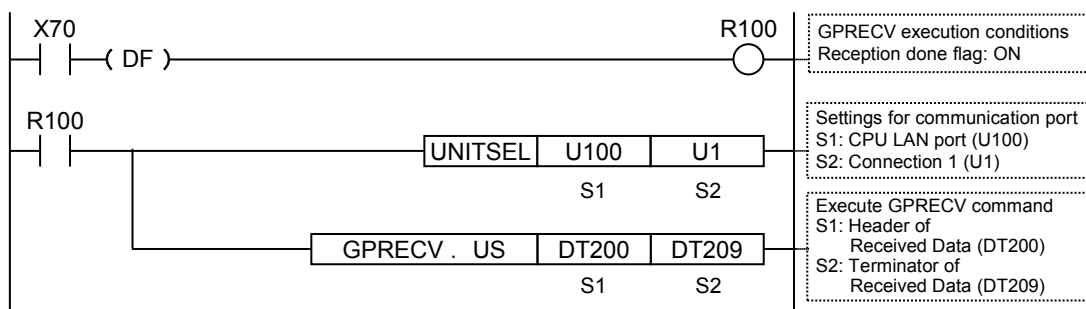 X70
( DF )
R100
GPRECV execution conditions
Reception done flag: ON
R100
UNITSEL U100 U1
S1 S2
Settings for communication port
S1: CPU LAN port (U100)
S2: Connection 1 (U1)
GPRECV . US DT200 DT209
S1 S2
Execute GPRECV command
S1: Header of
Received Data (DT200)
S2: Terminator of
Received Data (DT209)